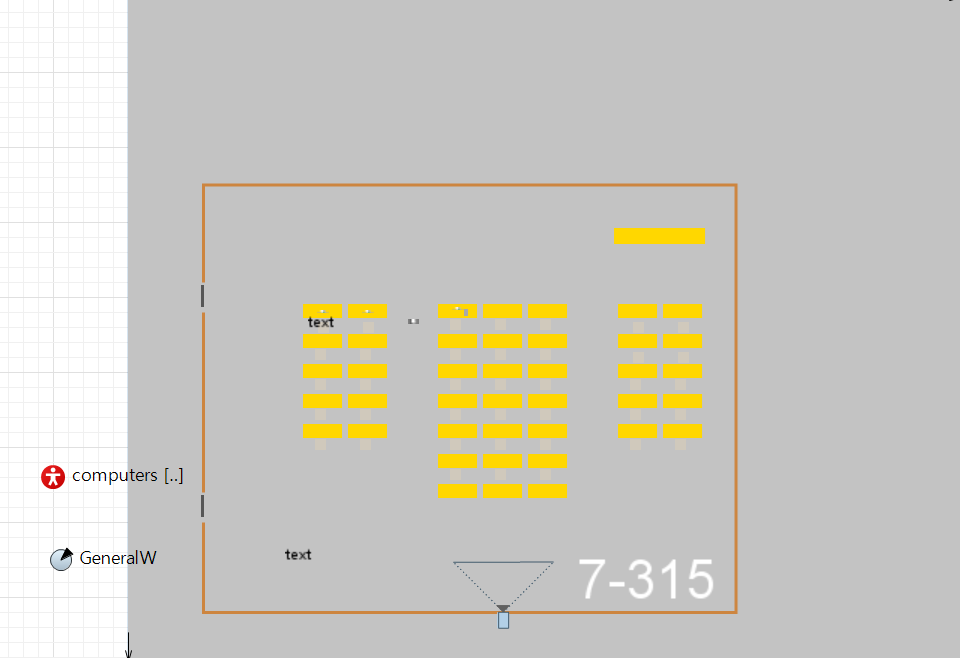 text
computers [..]
GeneralW
text
7-315